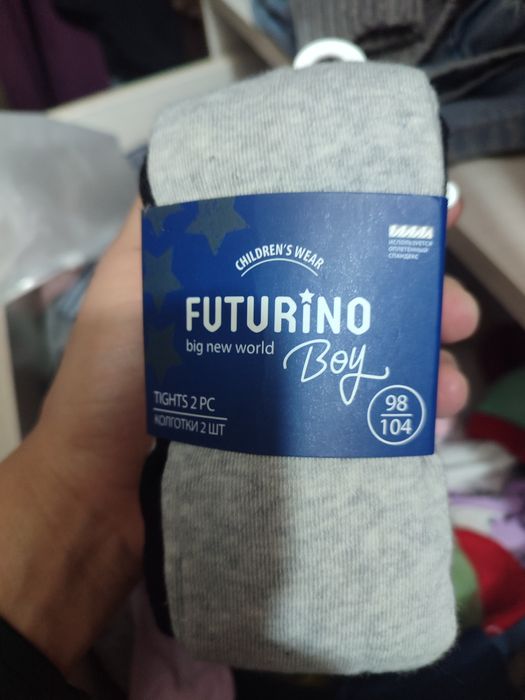 ИСПОЛЬЗУЕТСЯ
ОПЛЕТЕННЫЙ
СПАНДЕКС
CHILDREN'S WEAR
FUTURINO
big new world
Boy
TIGHTS 2 PC
КОЛГОТКИ 2 ШТ
98
104